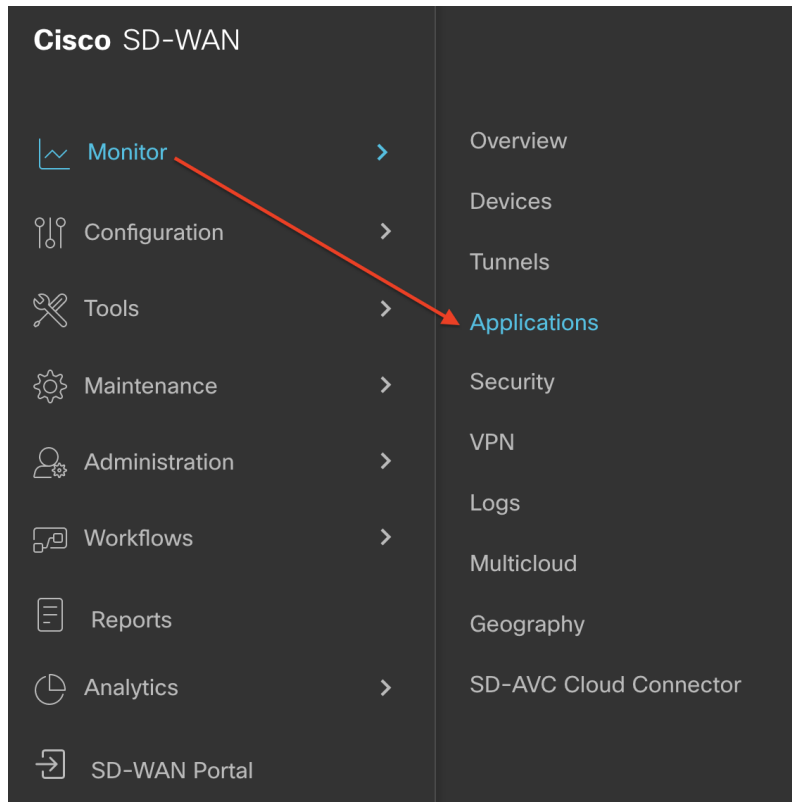 Cisco SD-WAN
Monitor
Configuration
Tools
Maintenance
Administration
Workflows
Reports
Analytics
SD-WAN Portal
Overview
Devices
Tunnels
Applications
Security
VPN
Logs
Multicloud
Geography
SD-AVC Cloud Connector